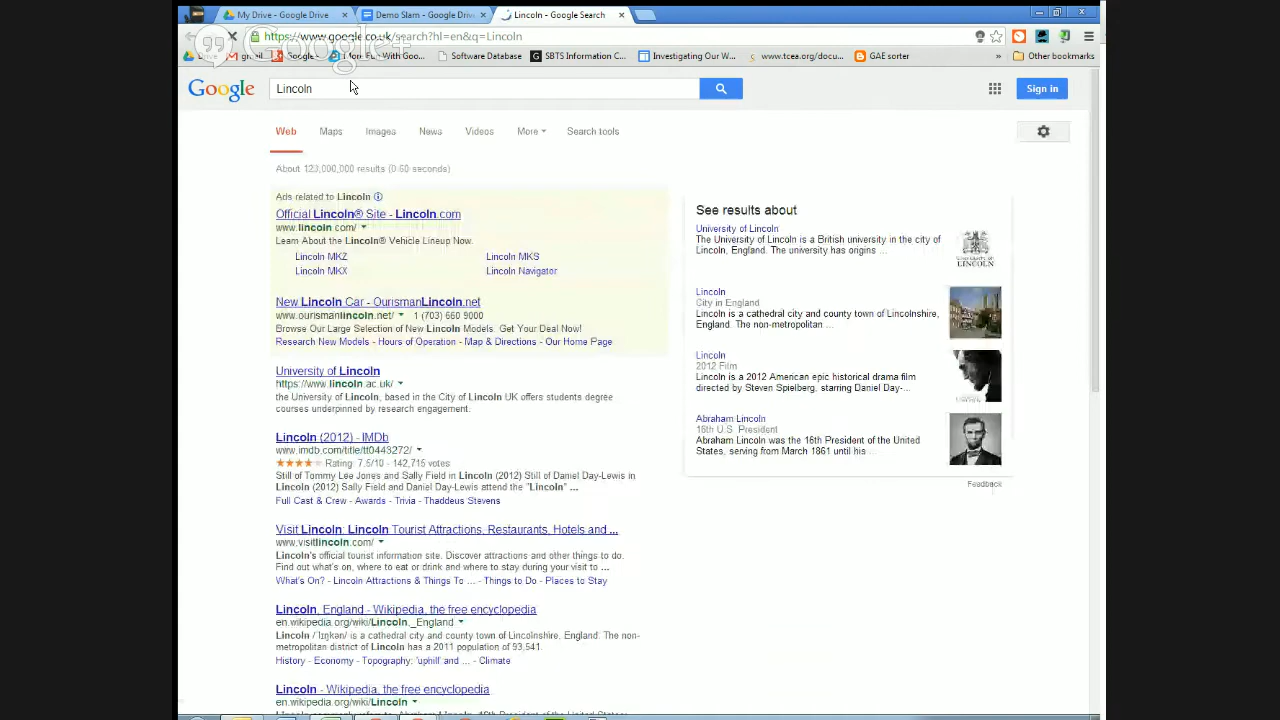 My Drive - Google Drive
Demo Slam - Google Drive
Lincoln - Google Search
https://www.google.co.uk/search?hl=en&q=Lincoln
Google+
Drive
gmail
Google -
More Fun With Goo...
Software Database
SBTS Information C...
Investigating Our W...
www.tcea.org/docu...
GAE sorter
»
Other bookmarks
Google
Lincoln
Sign in
Web
Maps
Images
News
Videos
More
Search tools
About 123,000,000 results (0.60 seconds)
Ads related to Lincoln
Official Lincoln® Site - Lincoln.com
www.lincoln.com/
Learn About the Lincoln® Vehicle Lineup Now.
Lincoln MKZ Lincoln MKS
Lincoln MKX Lincoln Navigator
New Lincoln Car - OurismanLincoln.net
www.ourismanlincoln.net/ 1 (703) 660 9000
Browse Our Large Selection of New Lincoln Models. Get Your Deal Now!
Research New Models - Hours of Operation - Map & Directions - Our Home Page
University of Lincoln
https://www.lincoln.ac.uk/
the University of Lincoln, based in the City of Lincoln UK offers students degree
courses underpinned by research engagement.
Lincoln (2012) - IMDb
www.imdb.com/title/tt0443272/
Rating: 7.5/10 - 142,715 votes
Still of Tommy Lee Jones and Sally Field in Lincoln (2012) Still of Daniel Day-Lewis in
Lincoln (2012) Sally Field and Daniel Day-Lewis attend the "Lincoln" ...
Full Cast & Crew - Awards - Trivia - Thaddeus Stevens
Visit Lincoln: Lincoln Tourist Attractions, Restaurants, Hotels and ...
www.visitlincoln.com/
Lincoln's official tourist information site. Discover attractions and other things to do.
Find out what's on, where to eat or drink and where to stay during your visit to ...
What's On? - Lincoln Attractions & Things To ... - Things to Do - Places to Stay
Lincoln, England - Wikipedia, the free encyclopedia
en.wikipedia.org/wiki/Lincoln,_England
Lincoln /ˈlɪŋkən/ is a cathedral city and county town of Lincolnshire, England. The non-
metropolitan district of Lincoln has a 2011 population of 93,541.
History - Economy - Topography: 'uphill' and ... - Climate
Lincoln - Wikipedia, the free encyclopedia
en.wikipedia.org/wiki/Lincoln
See results about
University of Lincoln
The University of Lincoln is a British university in the city of
Lincoln, England. The university has origins ...
LINCOLN
Lincoln
City in England
Lincoln is a cathedral city and county town of Lincolnshire,
England. The non-metropolitan ...
Lincoln
2012 Film
Lincoln is a 2012 American epic historical drama film
directed by Steven Spielberg, starring Daniel Day-...
Abraham Lincoln
16th U.S. President
Abraham Lincoln was the 16th President of the United
States, serving from March 1861 until his ...
Feedback